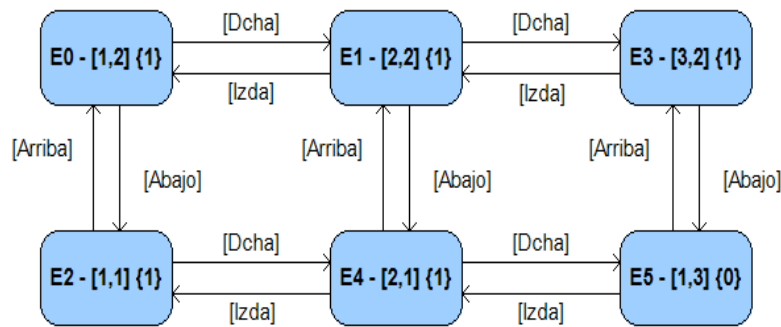 [Dcha] [Dcha]
E0 - [1,2] {1} E1 - [2,2] {1} E3 - [3,2] {1}
[Izda] [Izda]
[Arriba] [Arriba] [Arriba]
[Abajo] [Abajo] [Abajo]
[Dcha] [Dcha]
E2 - [1,1] {1} E4 - [2,1] {1} E5 - [1,3] {0}
[Izda] [Izda]